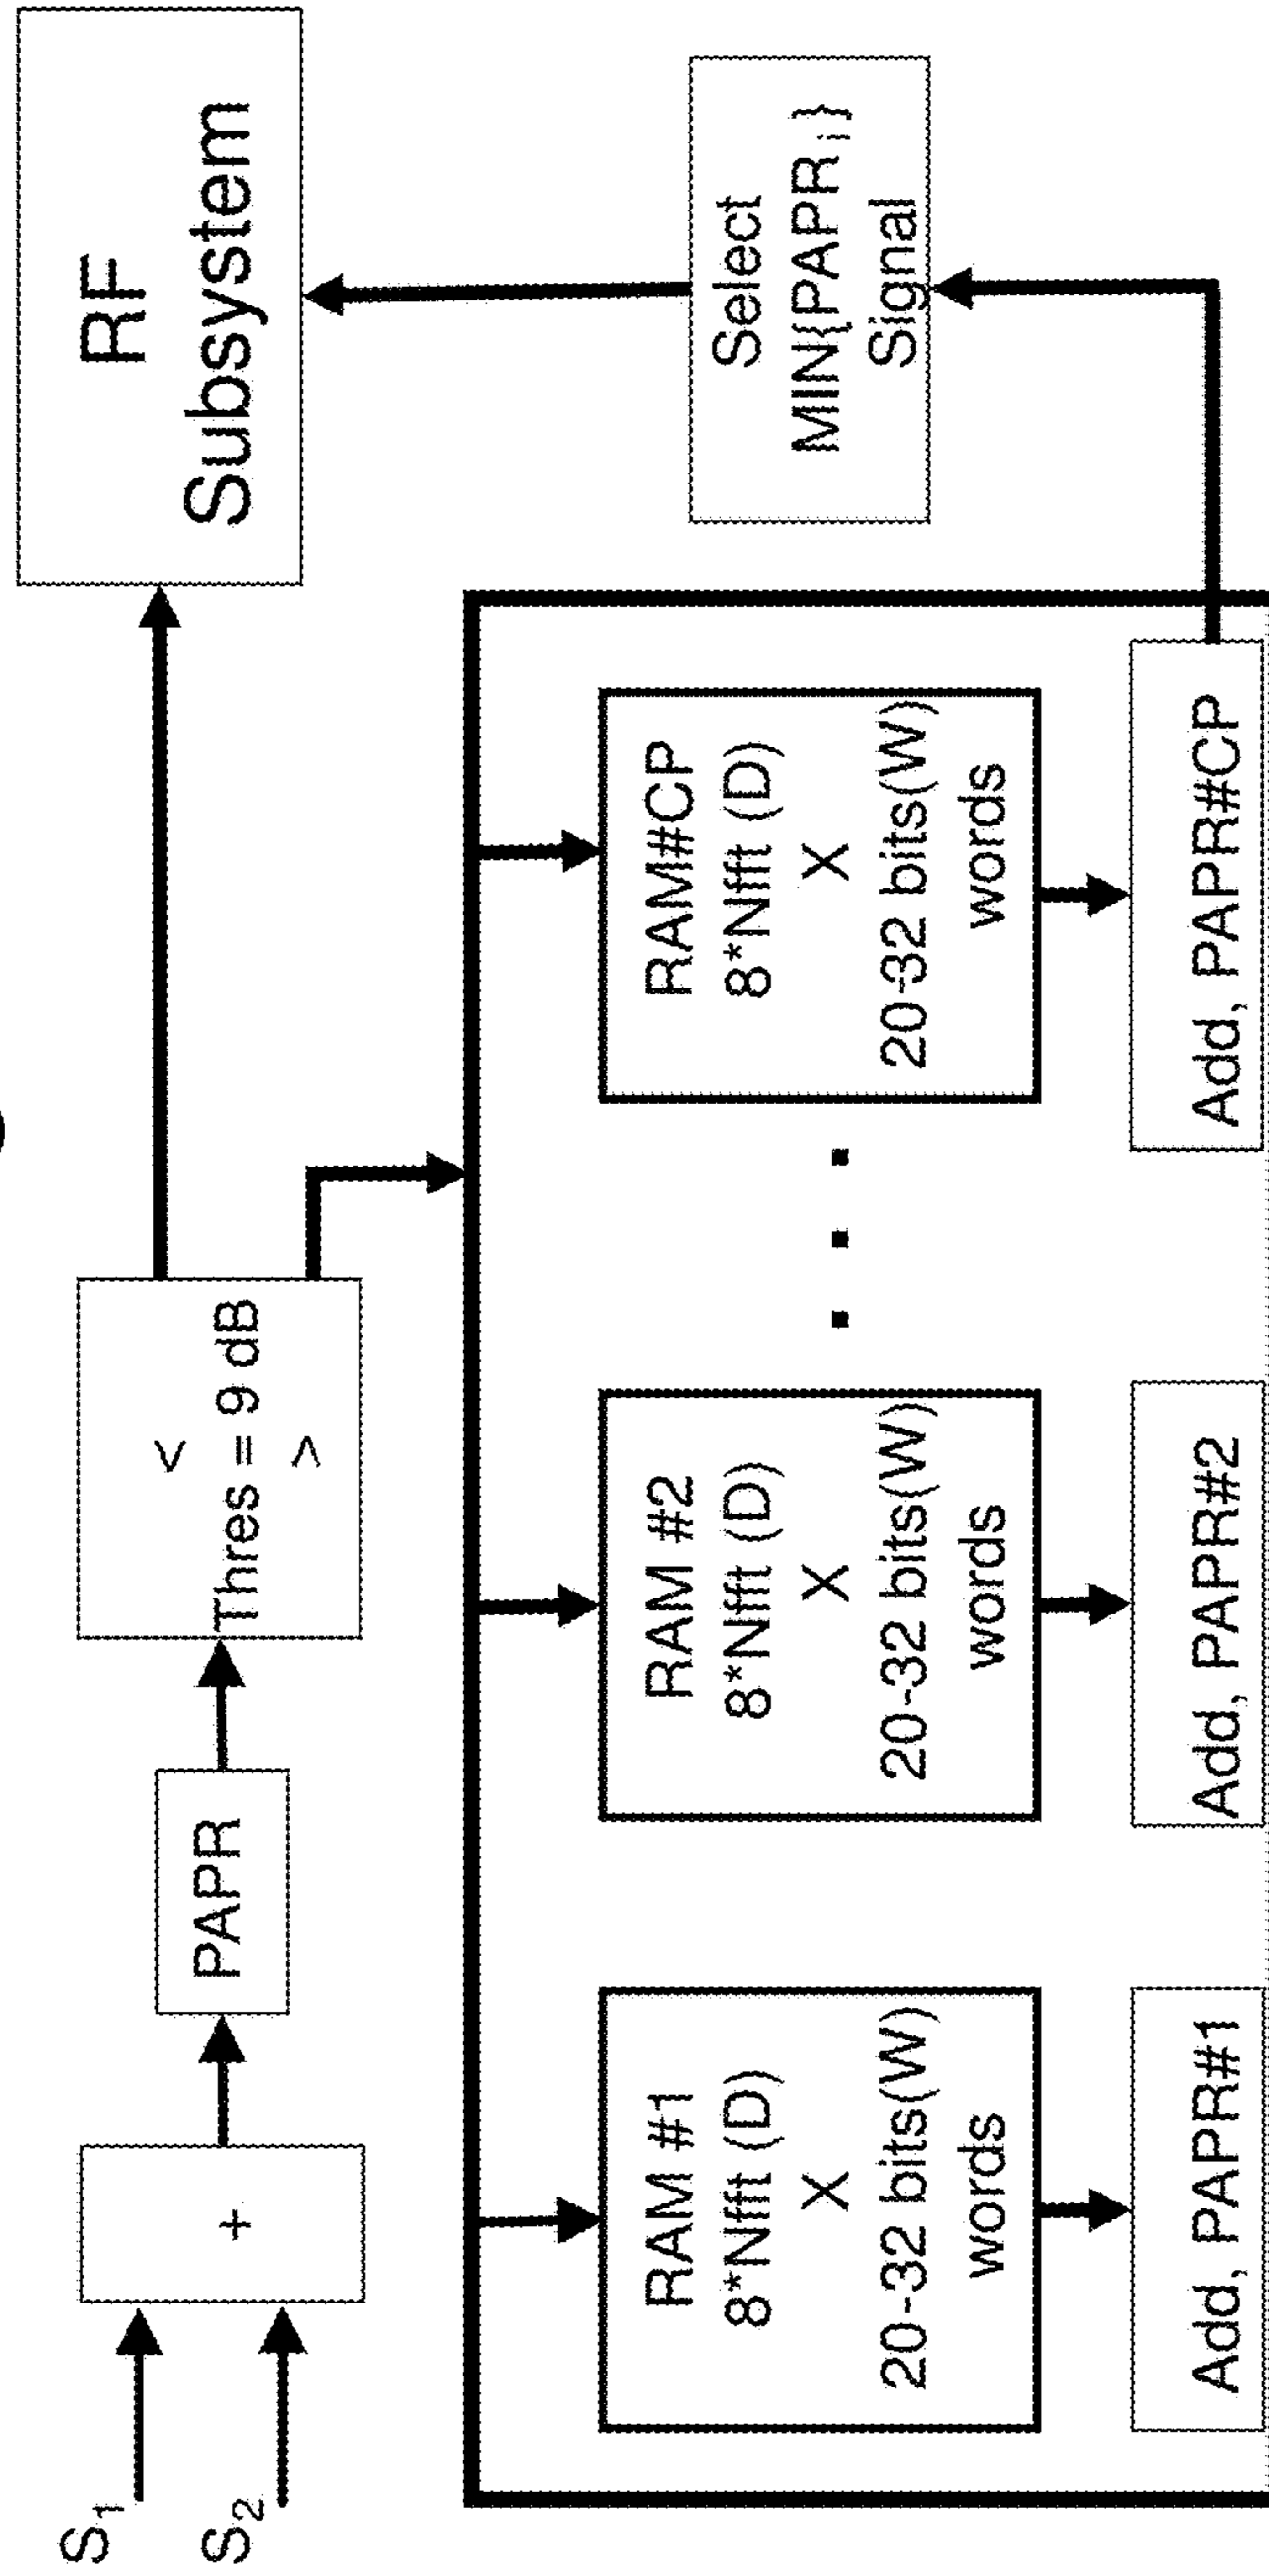 S1
S2
+
PAPR
<
Thres = 9 dB
>
RF
Subsystem
RAM #1
8*Nfft (D)
X
20-32 bits(W)
words
RAM #2
8*Nfft (D)
X
20-32 bits(W)
words
. . .
RAM#CP
8*Nfft (D)
X
20-32 bits(W)
words
Select
MIN{PAPR i}
Signal
Add, PAPR#1
Add, PAPR#2
Add, PAPR#CP